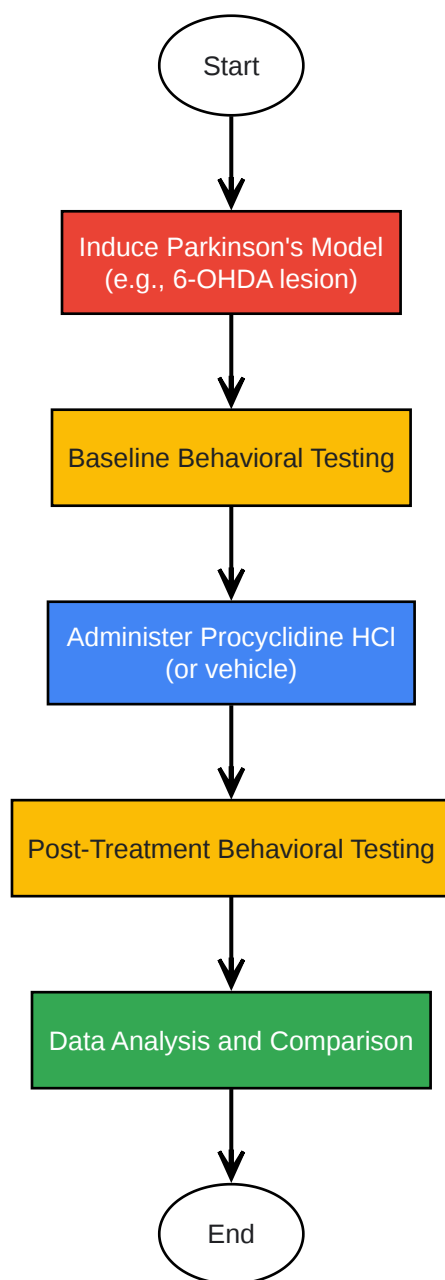 Start
Induce Parkinson's Model
(e.g., 6-OHDA lesion)
Baseline Behavioral Testing
Administer Procyclidine HCl
(or vehicle)
Post-Treatment Behavioral Testing
Data Analysis and Comparison
End